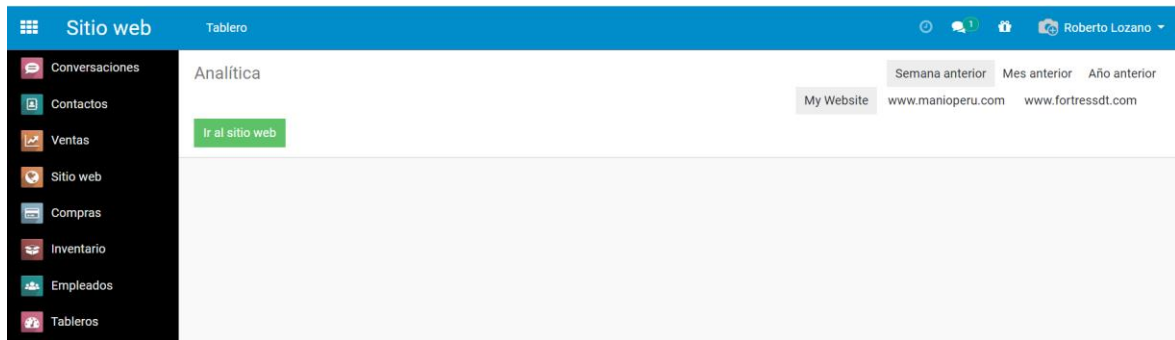 Sitio web Tablero 1 Roberto Lozano
Conversaciones
Contactos
Ventas
Sitio web
Compras
Inventario
Empleados
Tableros
Analítica Semana anterior Mes anterior Año anterior
My Website www.manioperu.com www.fortressdt.com
Ir al sitio web